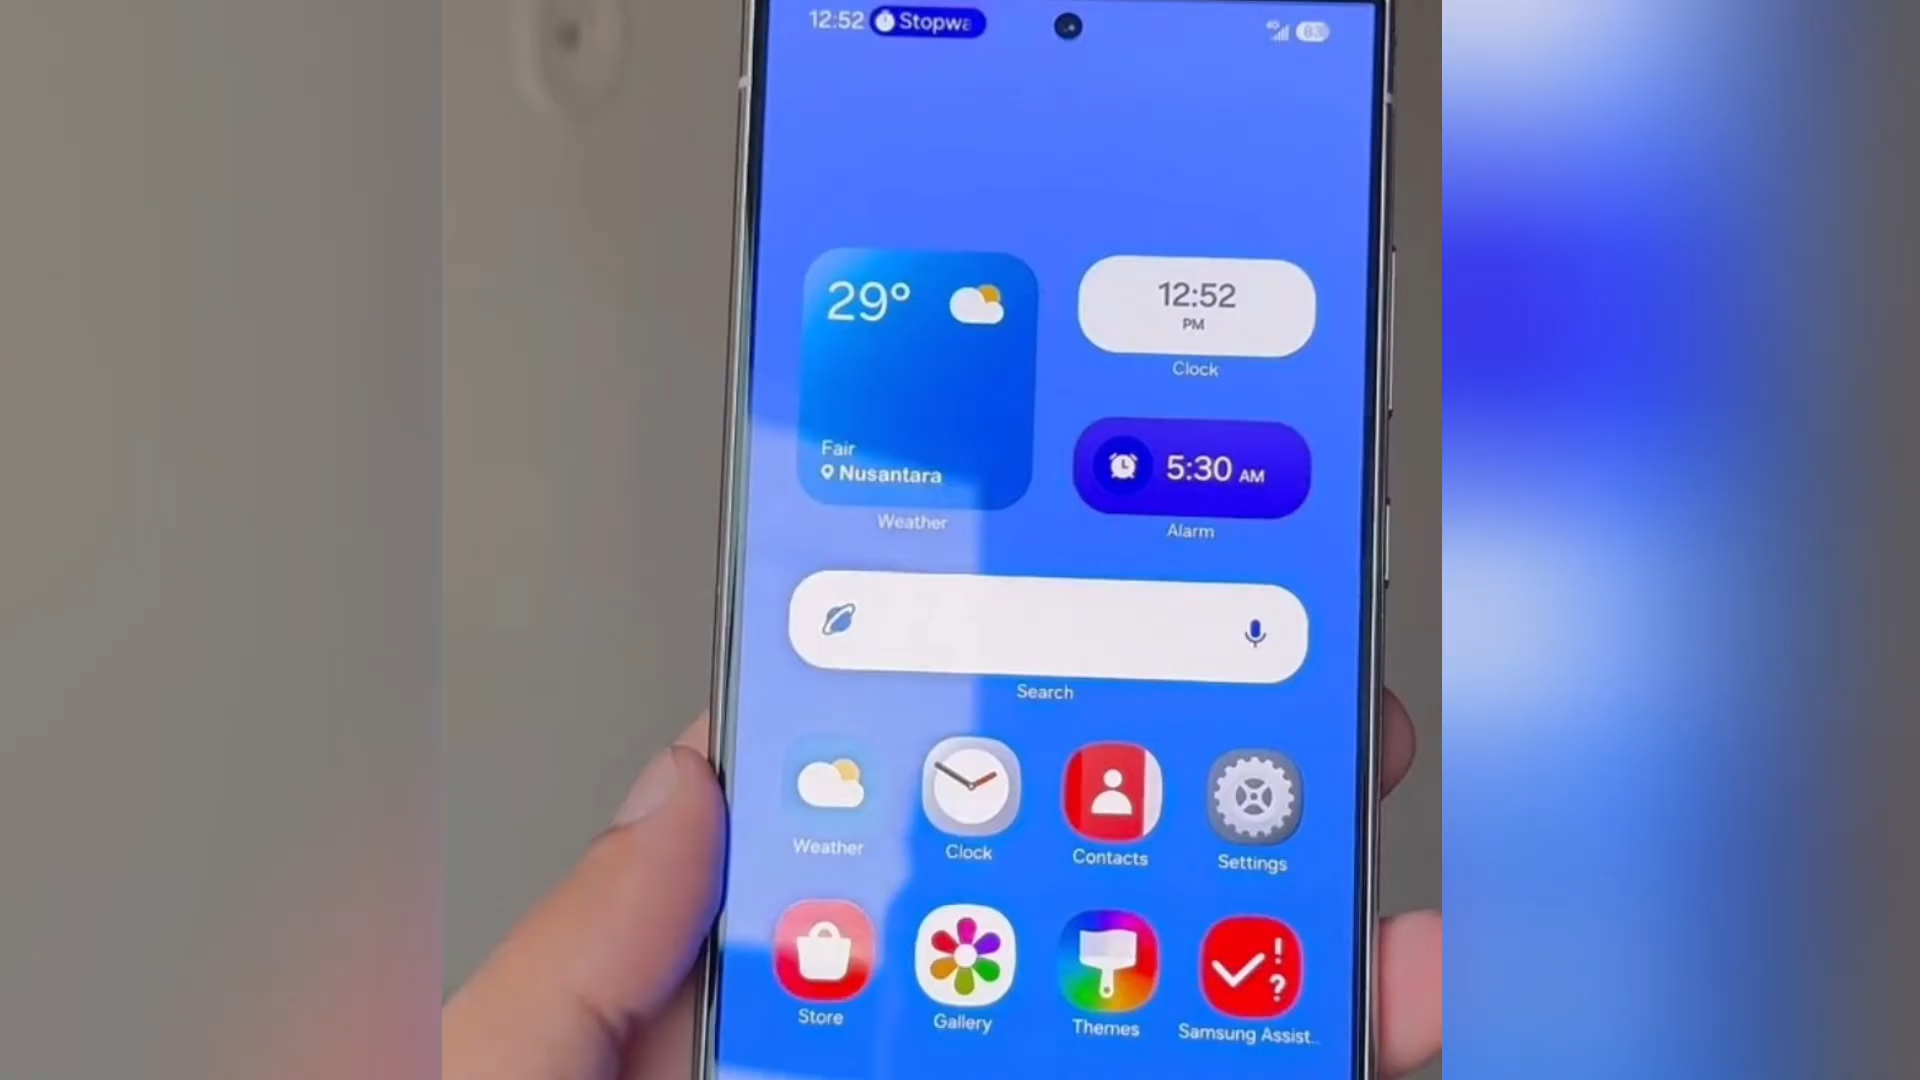 12:52 Stopwa
29°
12:52
PM
Clock
Fair
Nusantara
Weather
5:30 AM
Alarm
Search
Weather
Clock
Contacts
Settings
Store
Gallery
Themes
Samsung Assist..